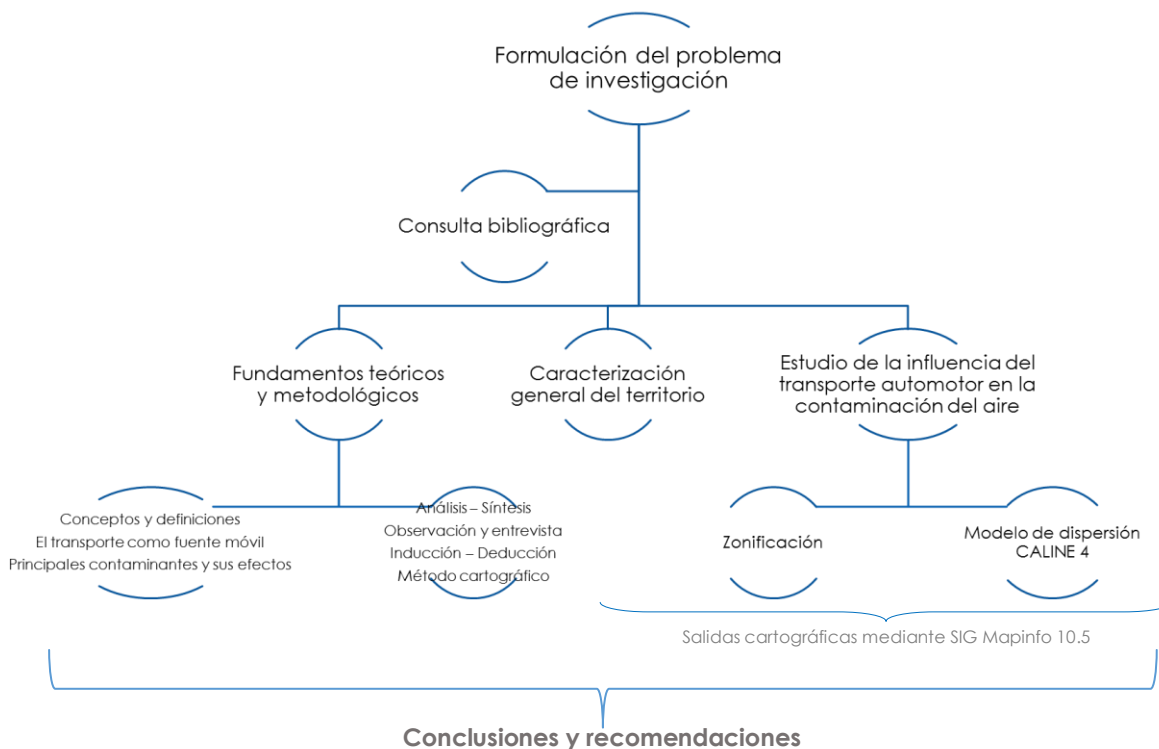 Formulación del problema
de investigación
Consulta bibliográfica
Fundamentos teóricos
y metodológicos
Caracterización
general del territorio
Estudio de la influencia del
transporte automotor en la
contaminación del aire
Conceptos y definiciones
El transporte como fuente móvil
Principales contaminantes y sus efectos
Análisis – Síntesis
Observación y entrevista
Inducción – Deducción
Método cartográfico
Zonificación
Modelo de dispersión
CALINE 4
Salidas cartográficas mediante SIG Mapinfo 10.5
Conclusiones y recomendaciones